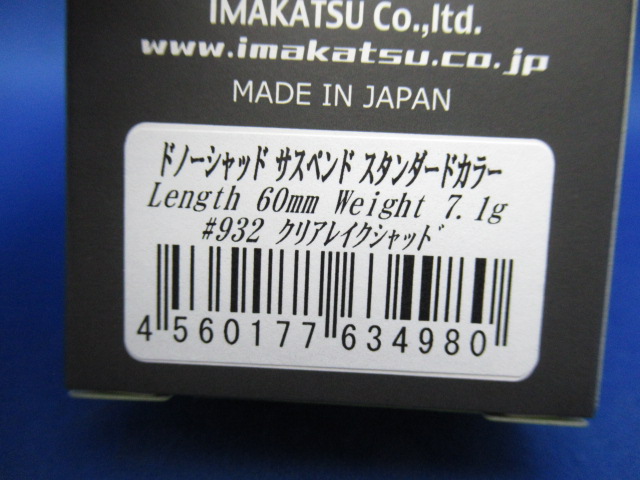 IMAKATSU Co.,ltd.
www.imakatsu.co.jp
MADE IN JAPAN
ドノーシャッド サスペンド スタンダードカラー
Length 60mm Weight 7.1g
#932 クリアレイクシャッド
4 560177 634980